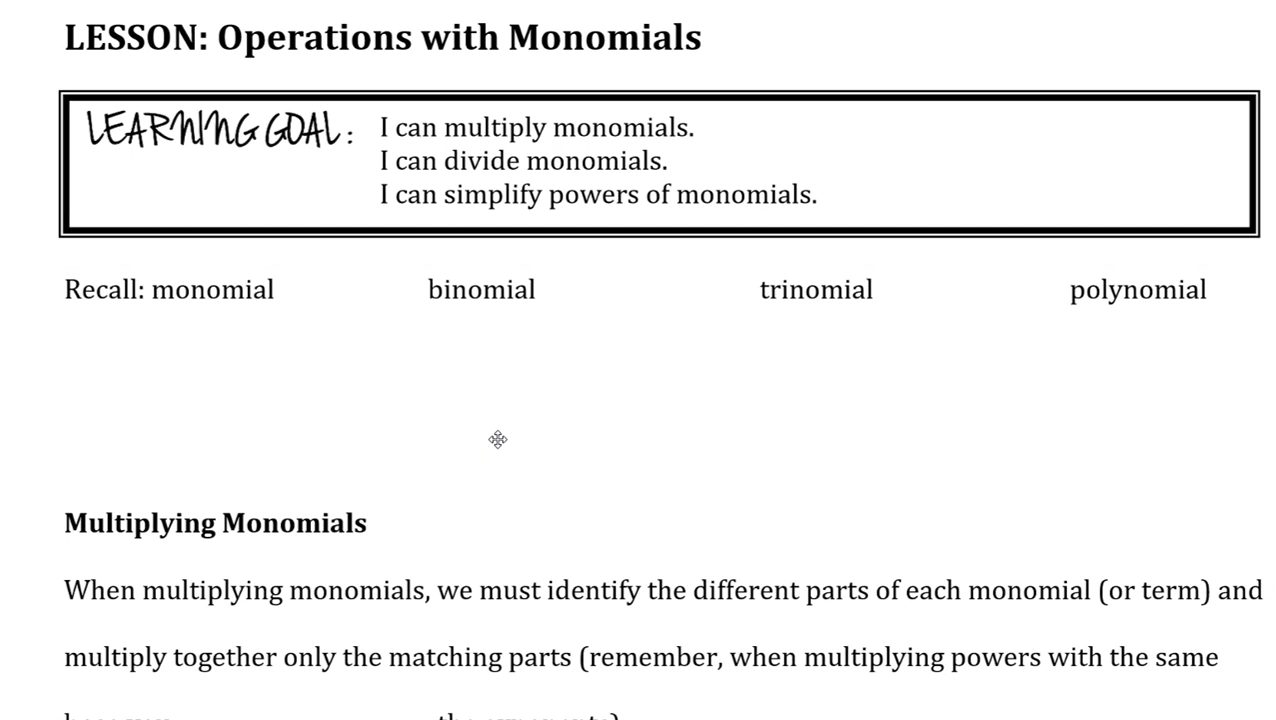 LESSON: Operations with Monomials
LEARNING GOAL: I can multiply monomials.
I can divide monomials.
I can simplify powers of monomials.
Recall: monomial binomial trinomial polynomial
Multiplying Monomials
When multiplying monomials, we must identify the different parts of each monomial (or term) and
multiply together only the matching parts (remember, when multiplying powers with the same